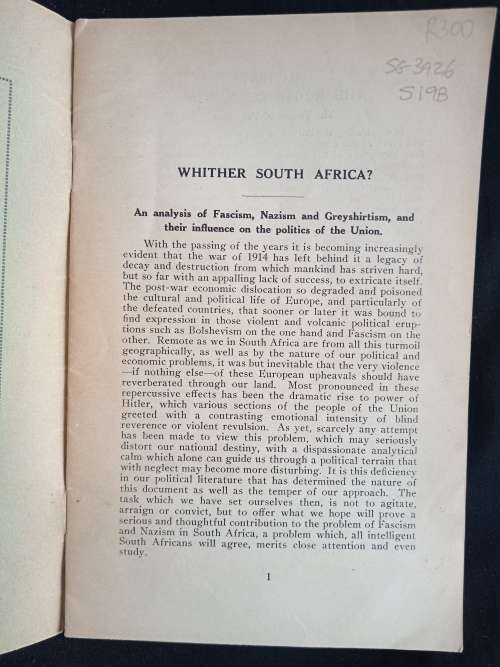 R300
SG-3926
S19B
WHITHER SOUTH AFRICA?
An analysis of Fascism, Nazism and Greyshirtism, and
their influence on the politics of the Union.
With the passing of the years it is becoming increasingly
evident that the war of 1914 has left behind it a legacy of
decay and destruction from which mankind has striven hard,
but so far with an appalling lack of success, to extricate itself.
The post-war economic dislocation so degraded and poisoned
the cultural and political life of Europe, and particularly of
the defeated countries, that sooner or later it was bound to
find expression in those violent and volcanic political erup-
tions such as Bolshevism on the one hand and Fascism on the
other. Remote as we in South Africa are from all this turmoil
geographically, as well as by the nature of our political and
economic problems, it was but inevitable that the very violence
—if nothing else—of these European upheavals should have
reverberated through our land. Most pronounced in these
repercussive effects has been the dramatic rise to power of
Hitler, which various sections of the people of the Union
greeted with a contrasting emotional intensity of blind
reverence or violent revulsion. As yet, scarcely any attempt
has been made to view this problem, which may seriously
distort our national destiny, with a dispassionate analytical
calm which alone can guide us through a political terrain that
with neglect may become more disturbing. It is this deficiency
in our political literature that has determined the nature of
this document as well as the temper of our approach. The
task which we have set ourselves then, is not to agitate,
arraign or convict, but to offer what we hope will prove a
serious and thoughtful contribution to the problem of Fascism
and Nazism in South Africa, a problem which, all intelligent
South Africans will agree, merits close attention and even
study.
1